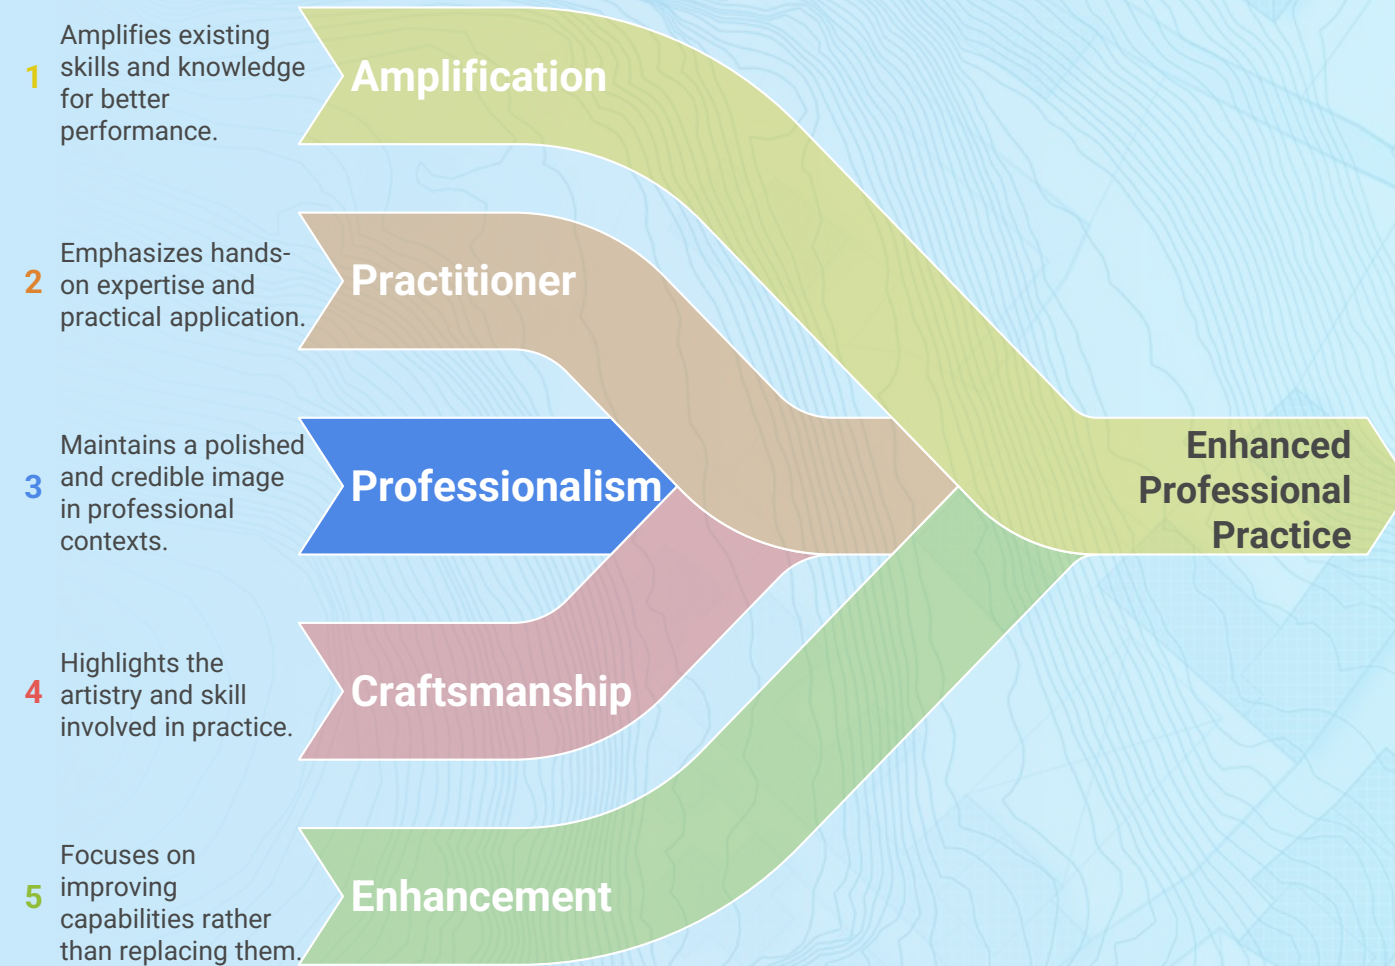 Amplifies existing
1 skills and knowledge
for better
performance.
Amplification
Emphasizes hands-
2 on expertise and
practical application.
Practitioner
Maintains a polished
3 and credible image
in professional
contexts.
Professionalism
Highlights the
4 artistry and skill
involved in practice.
Craftsmanship
Focuses on
improving
5 capabilities rather
than replacing them.
Enhancement
Enhanced
Professional
Practice